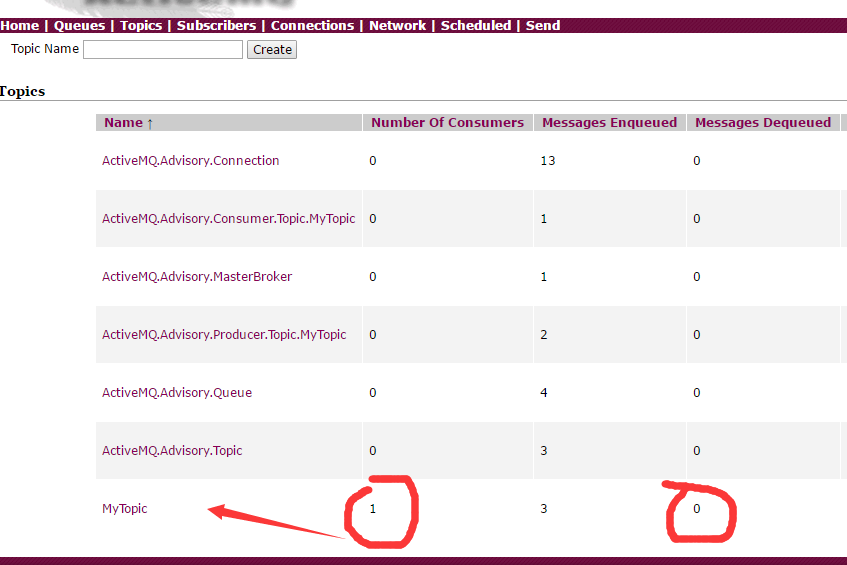 Home | Queues | Topics | Subscribers | Connections | Network | Scheduled | Send
Topic Name Create
Topics
Name ↑ Number Of Consumers Messages Enqueued Messages Dequeued
ActiveMQ.Advisory.Connection 0 13 0
ActiveMQ.Advisory.Consumer.Topic.MyTopic 0 1 0
ActiveMQ.Advisory.MasterBroker 0 1 0
ActiveMQ.Advisory.Producer.Topic.MyTopic 0 2 0
ActiveMQ.Advisory.Queue 0 4 0
ActiveMQ.Advisory.Topic 0 3 0
MyTopic 1 3 0